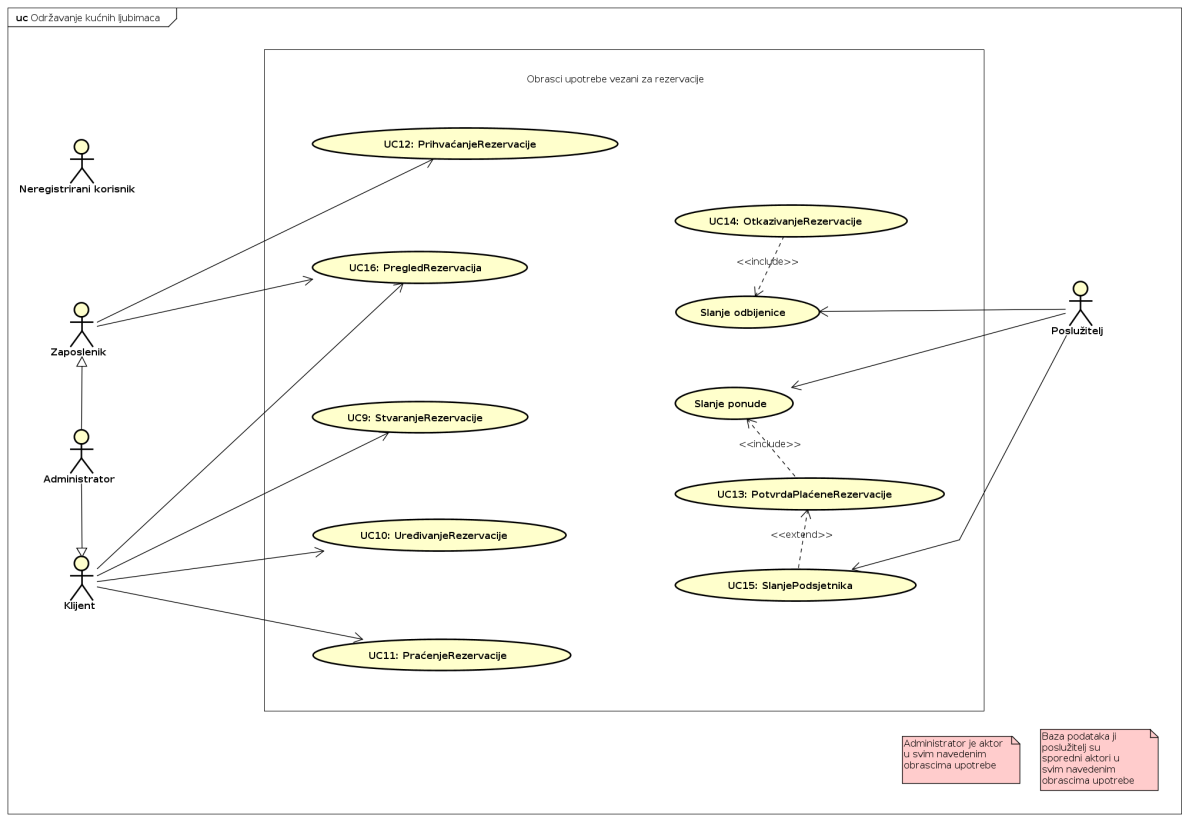 uc Održavanje kućnih ljubimaca
Obrasci upotrebe vezani za rezervacije
UC12: PrihvaćanjeRezervacije
Neregistrirani korisnik
UC14: OtkazivanjeRezervacije
<<include>>
UC16: PregledRezervacija
Slanje odbijenice
Poslužitelj
Zaposlenik
Slanje ponude
UC9: StvaranjeRezervacije
<<include>>
Administrator
UC13: PotvrdaPlaćeneRezervacije
UC10: UređivanjeRezervacije
<<extend>>
UC15: SlanjePodsjetnika
Klijent
UC11: PraćenjeRezervacije
Administrator je aktor
u svim navedenim
obrascima upotrebe
Baza podataka ji
poslužitelj su
sporedni aktori u
svim navedenim
obrascima upotrebe